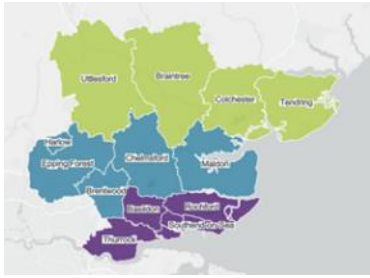 Uttlesford
Braintree
Colchester
Tendring
Harlow
Epping Forest
Chelmsford
Maldon
Brentwood
Basildon
Rochford
Southend-on-Sea
Thurrock